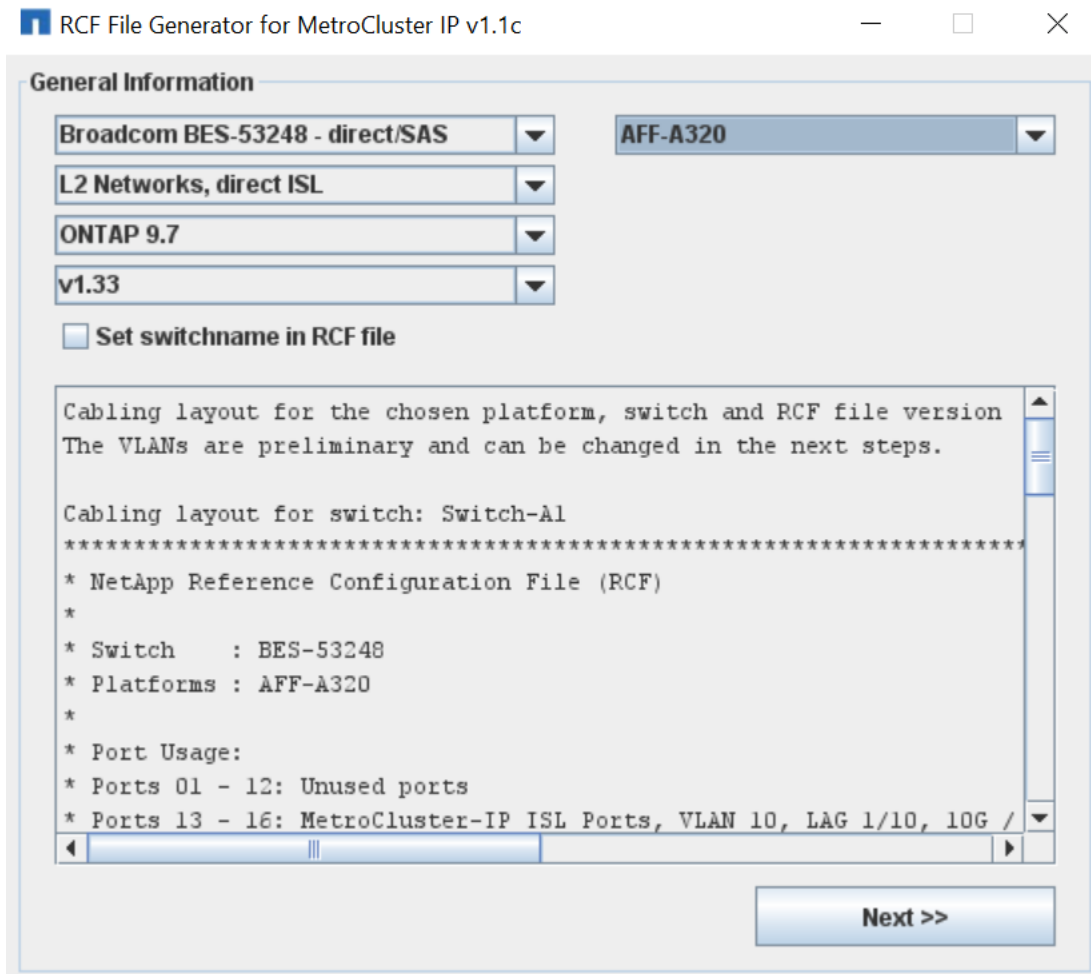 RCF File Generator for MetroCluster IP v1.1c
General Information
Broadcom BES-53248 - direct/SAS
AFF-A320
L2 Networks, direct ISL
ONTAP 9.7
v1.33
Set switchname in RCF file
Cabling layout for the chosen platform, switch and RCF file version
The VLANs are preliminary and can be changed in the next steps.
Cabling layout for switch: Switch-A1
*********************************************************************
* NetApp Reference Configuration File (RCF)
*
* Switch    : BES-53248
* Platforms : AFF-A320
*
* Port Usage:
* Ports 01 - 12: Unused ports
* Ports 13 - 16: MetroCluster-IP ISL Ports, VLAN 10, LAG 1/10, 10G /
Next >>